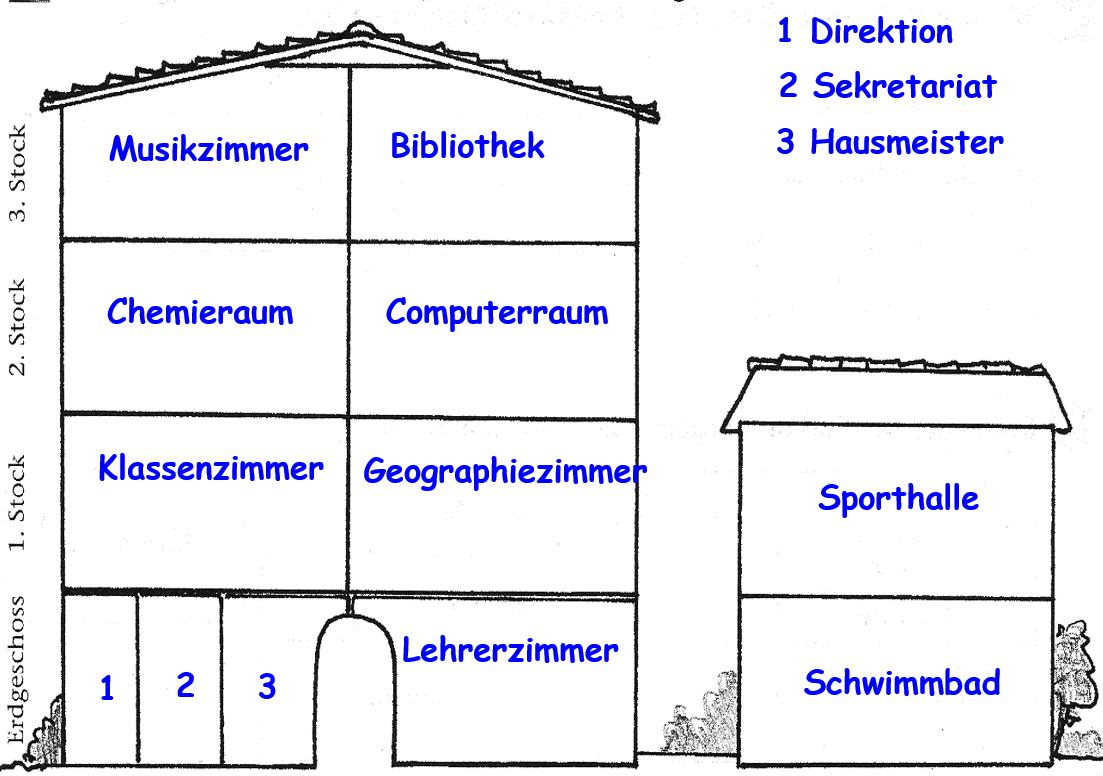 1 Direktion
2 Sekretariat
3 Hausmeister
3. Stock
Musikzimmer
Bibliothek
2. Stock
Chemieraum
Computerraum
1. Stock
Klassenzimmer
Geographiezimmer
Sporthalle
Erdgeschoss
1
2
3
Lehrerzimmer
Schwimmbad